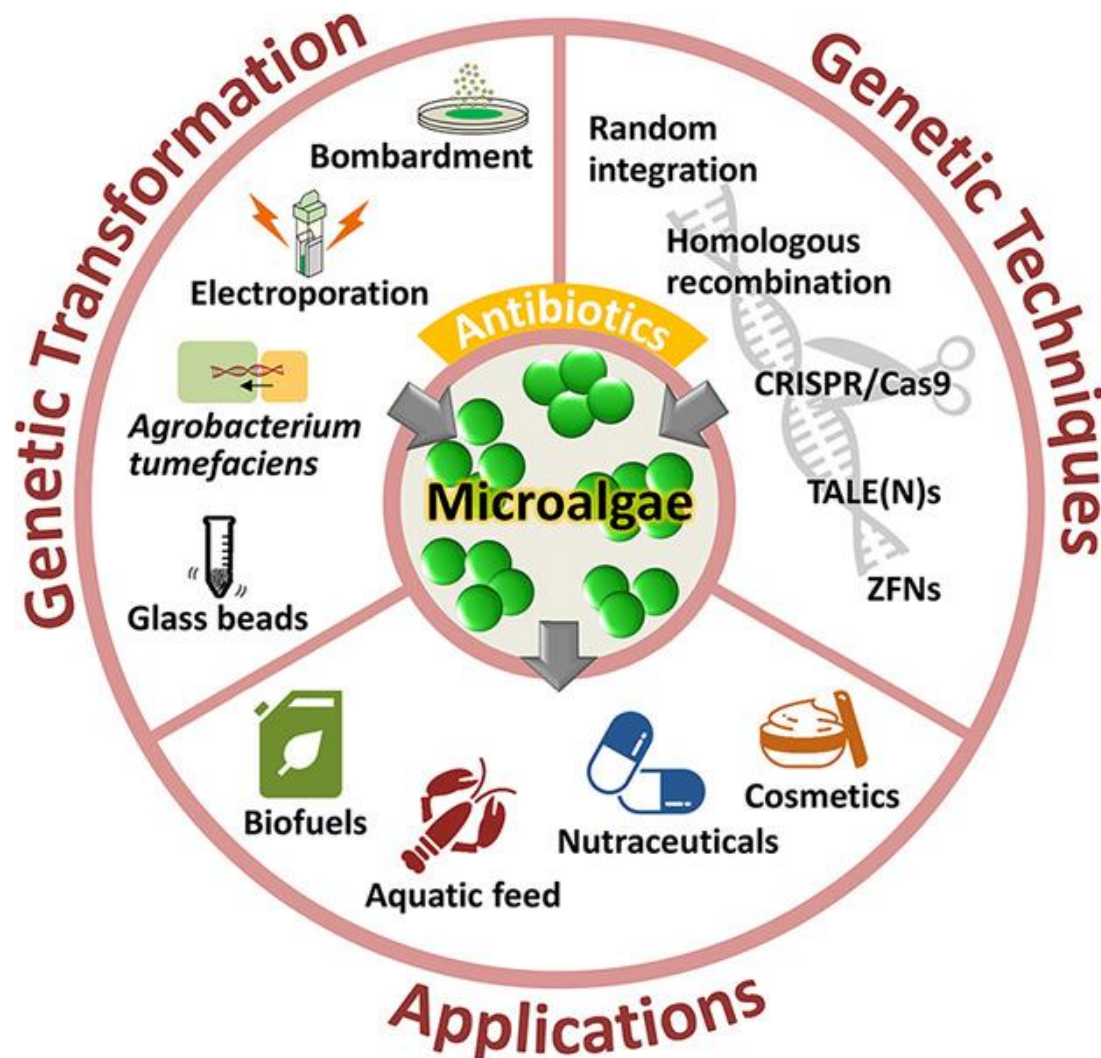 Genetic Transformation
Bombardment
Electroporation
Agrobacterium
tumefaciens
Glass beads
Genetic Techniques
Random
integration
Homologous
recombination
CRISPR/Cas9
TALE(N)s
ZFNs
Antibiotics
Microalgae
Biofuels
Aquatic feed
Nutraceuticals
Cosmetics
Applications